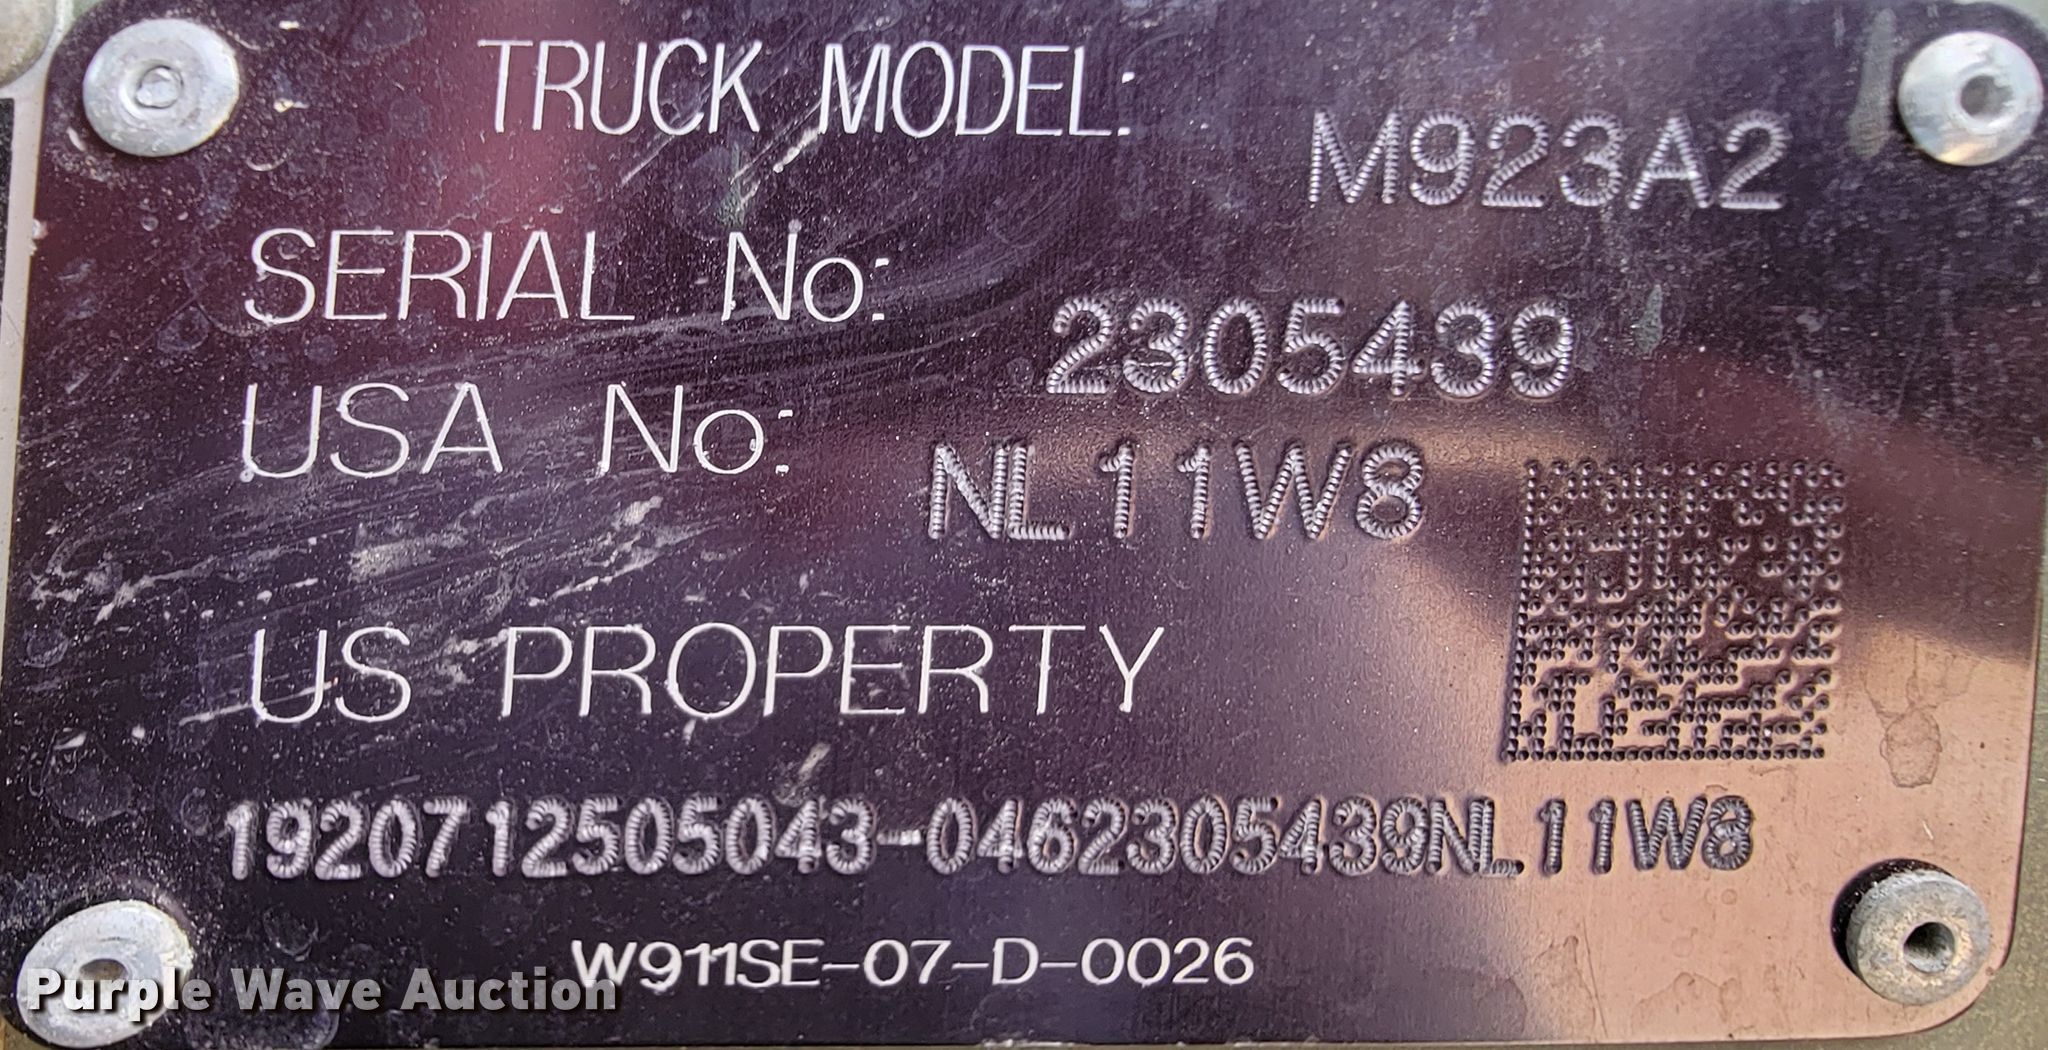 TRUCK MODEL: M923A2
SERIAL No: 2305439
USA No: NL11W8
US PROPERTY
1920712505043-0462305439NL11W8
W911SE-07-D-0026
Purple Wave Auction